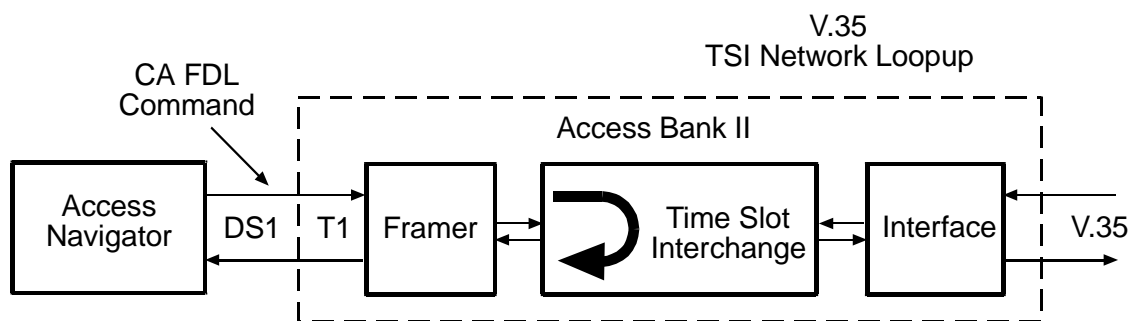 V.35
TSI Network Loopup
CA FDL
Command
Access Bank II
Access
Navigator
DS1
T1
Framer
Time Slot
Interchange
Interface
V.35